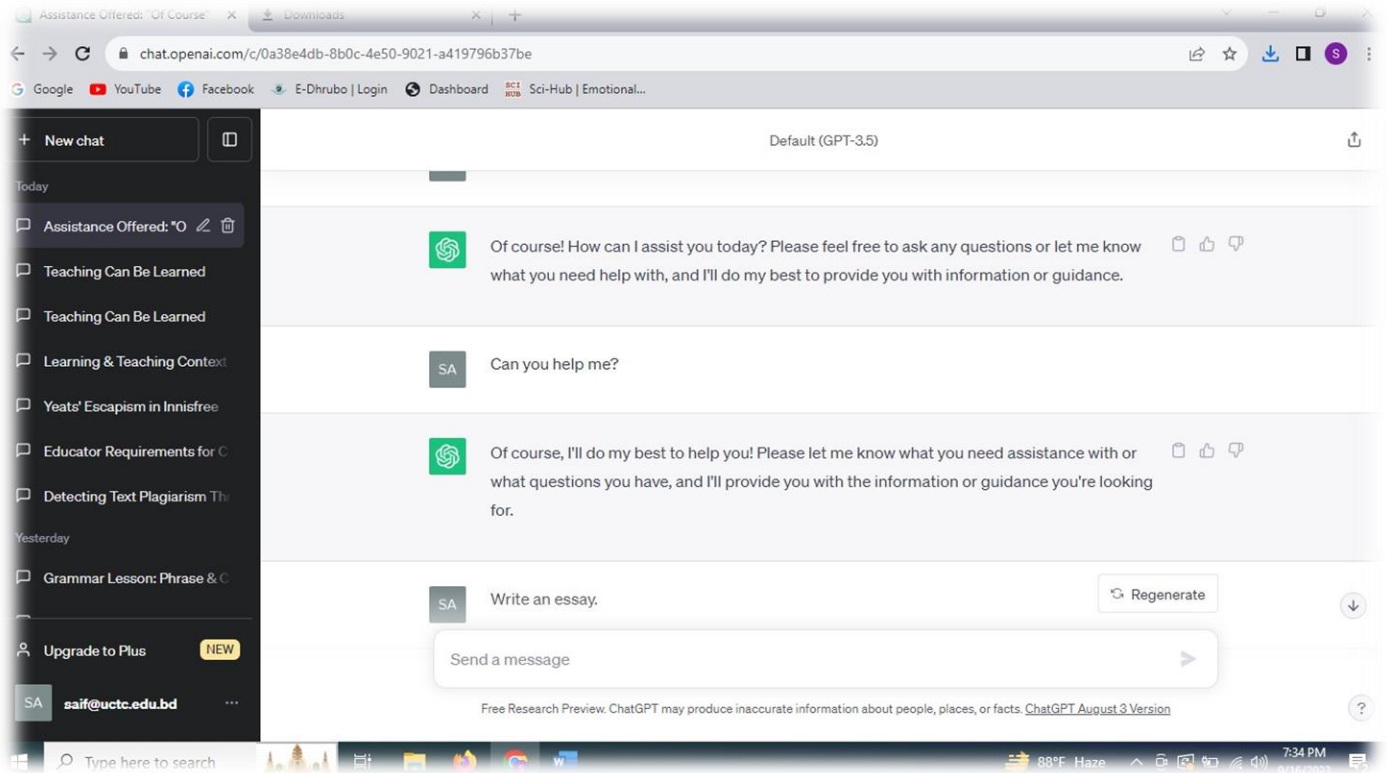 Assistance Offered: "Of Course"
Downloads
chat.openai.com/c/0a38e4db-8b0c-4e50-9021-a419796b37be
S
Google YouTube Facebook E-Dhrubo | Login Dashboard SCI HUB Sci-Hub | Emotional...
New chat
Default (GPT-3.5)
Today
Assistance Offered: "O
Teaching Can Be Learned
Teaching Can Be Learned
Learning & Teaching Context
Yeats' Escapism in Innisfree
Educator Requirements for C
Detecting Text Plagiarism Thr
Yesterday
Grammar Lesson: Phrase & C
Upgrade to Plus NEW
SA saif@uctc.edu.bd ...
Of course! How can I assist you today? Please feel free to ask any questions or let me know
what you need help with, and I'll do my best to provide you with information or guidance.
SA Can you help me?
Of course, I'll do my best to help you! Please let me know what you need assistance with or
what questions you have, and I'll provide you with the information or guidance you're looking
for.
SA Write an essay.
Regenerate
Send a message
Free Research Preview. ChatGPT may produce inaccurate information about people, places, or facts. ChatGPT August 3 Version
?
Type here to search
W
88°F Haze
7:34 PM